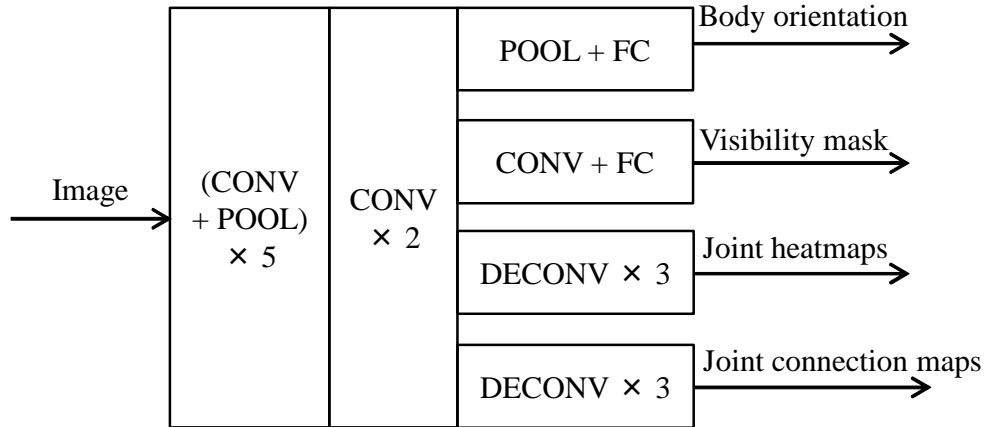 Body orientation
POOL + FC
Visibility mask
CONV + FC
Image
(CONV
+ POOL)
× 5
CONV
× 2
Joint heatmaps
DECONV × 3
Joint connection maps
DECONV × 3